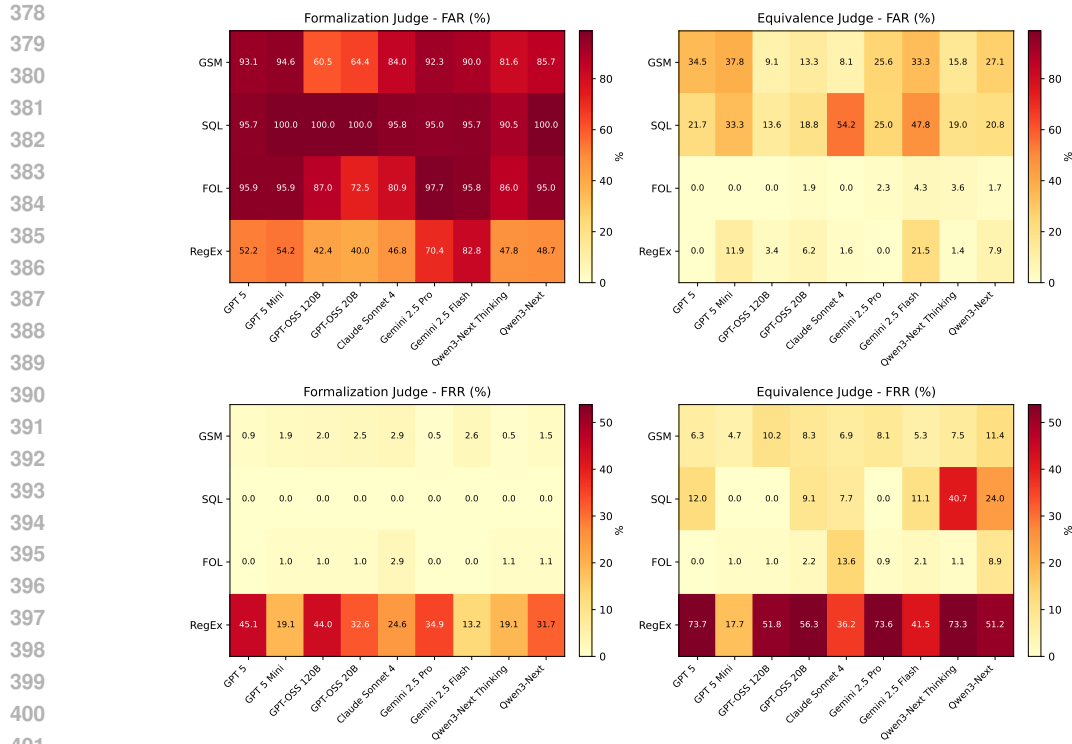 378
379
380
381
382
383
384
385
386
387
388
389
390
391
392
393
394
395
396
397
398
399
400
401
Formalization Judge - FAR (%)
GSM 93.1 94.6 60.5 64.4 84.0 92.3 90.0 81.6 85.7
SQL 95.7 100.0 100.0 100.0 95.8 95.0 95.7 90.5 100.0
FOL 95.9 95.9 87.0 72.5 80.9 97.7 95.8 86.0 95.0
RegEx 52.2 54.2 42.4 40.0 46.8 70.4 82.8 47.8 48.7
GPT 5 GPT 5 Mini GPT-OSS 120B GPT-OSS 20B Claude Sonnet 4 Gemini 2.5 Pro Gemini 2.5 Flash Qwen3-Next Thinking Qwen3-Next
80
60
40
20
0
%
Equivalence Judge - FAR (%)
GSM 34.5 37.8 9.1 13.3 8.1 25.6 33.3 15.8 27.1
SQL 21.7 33.3 13.6 18.8 54.2 25.0 47.8 19.0 20.8
FOL 0.0 0.0 0.0 1.9 0.0 2.3 4.3 3.6 1.7
RegEx 0.0 11.9 3.4 6.2 1.6 0.0 21.5 1.4 7.9
GPT 5 GPT 5 Mini GPT-OSS 120B GPT-OSS 20B Claude Sonnet 4 Gemini 2.5 Pro Gemini 2.5 Flash Qwen3-Next Thinking Qwen3-Next
80
60
40
20
0
%
Formalization Judge - FRR (%)
GSM 0.9 1.9 2.0 2.5 2.9 0.5 2.6 0.5 1.5
SQL 0.0 0.0 0.0 0.0 0.0 0.0 0.0 0.0 0.0
FOL 0.0 1.0 1.0 0.0 2.9 0.0 0.0 1.1 1.1
RegEx 45.1 19.1 44.0 32.6 24.6 34.9 13.2 19.1 31.7
GPT 5 GPT 5 Mini GPT-OSS 120B GPT-OSS 20B Claude Sonnet 4 Gemini 2.5 Pro Gemini 2.5 Flash Qwen3-Next Thinking Qwen3-Next
50
40
30
20
10
0
%
Equivalence Judge - FRR (%)
GSM 6.3 4.7 10.2 8.3 6.9 8.1 5.3 7.5 11.4
SQL 12.0 0.0 0.0 9.1 7.7 0.0 11.1 40.7 24.0
FOL 0.0 1.0 1.0 2.2 13.6 0.9 2.1 1.1 8.9
RegEx 73.7 17.7 51.8 56.3 36.2 73.6 41.5 73.3 51.2
GPT 5 GPT 5 Mini GPT-OSS 120B GPT-OSS 20B Claude Sonnet 4 Gemini 2.5 Pro Gemini 2.5 Flash Qwen3-Next Thinking Qwen3-Next
50
40
30
20
10
0
%